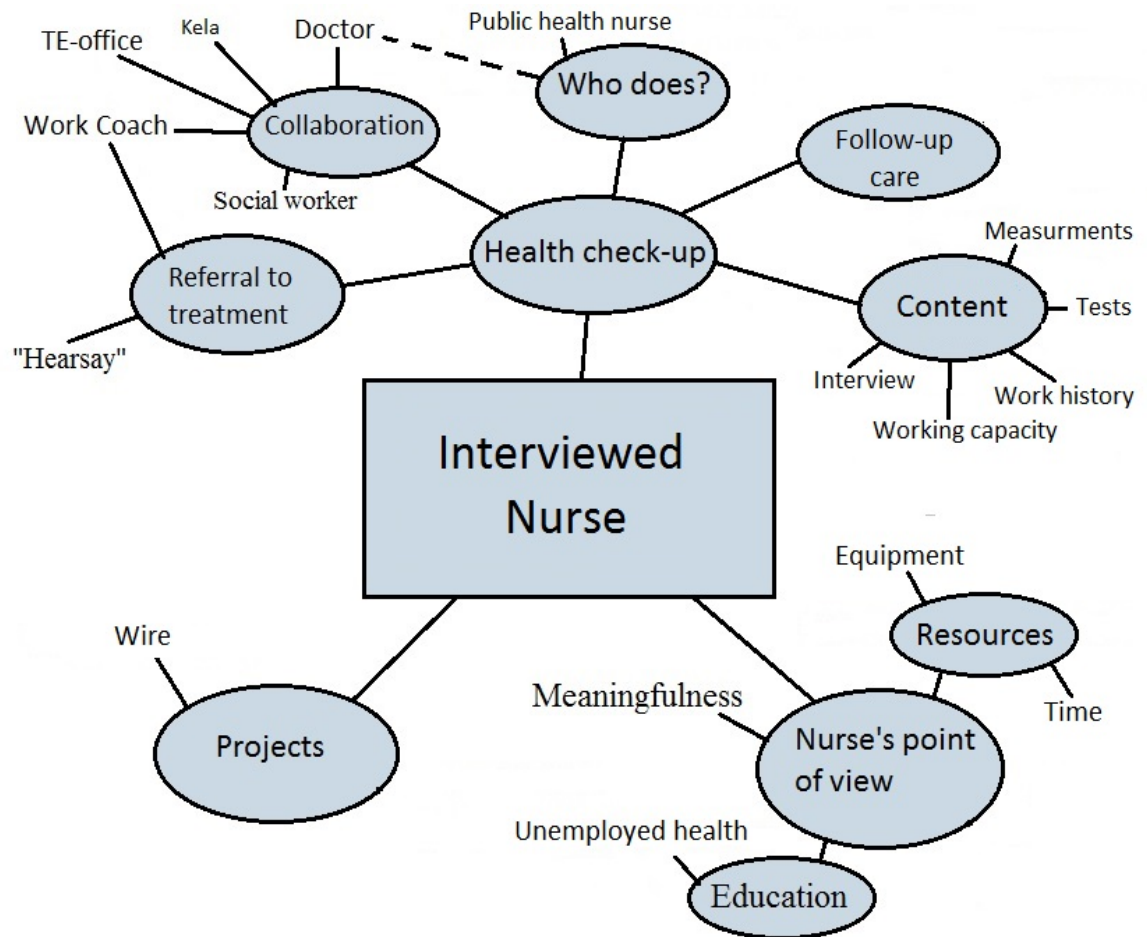 Public health nurse
Kela
Doctor
TE-office
Who does?
Work Coach
Collaboration
Follow-up
care
Social worker
Measurments
Health check-up
Referral to
treatment
Content
Tests
"Hearsay"
Interview
Work history
Working capacity
Interviewed
Nurse
Equipment
Wire
Resources
Meaningfulness
Time
Projects
Nurse's point
of view
Unemployed health
Education